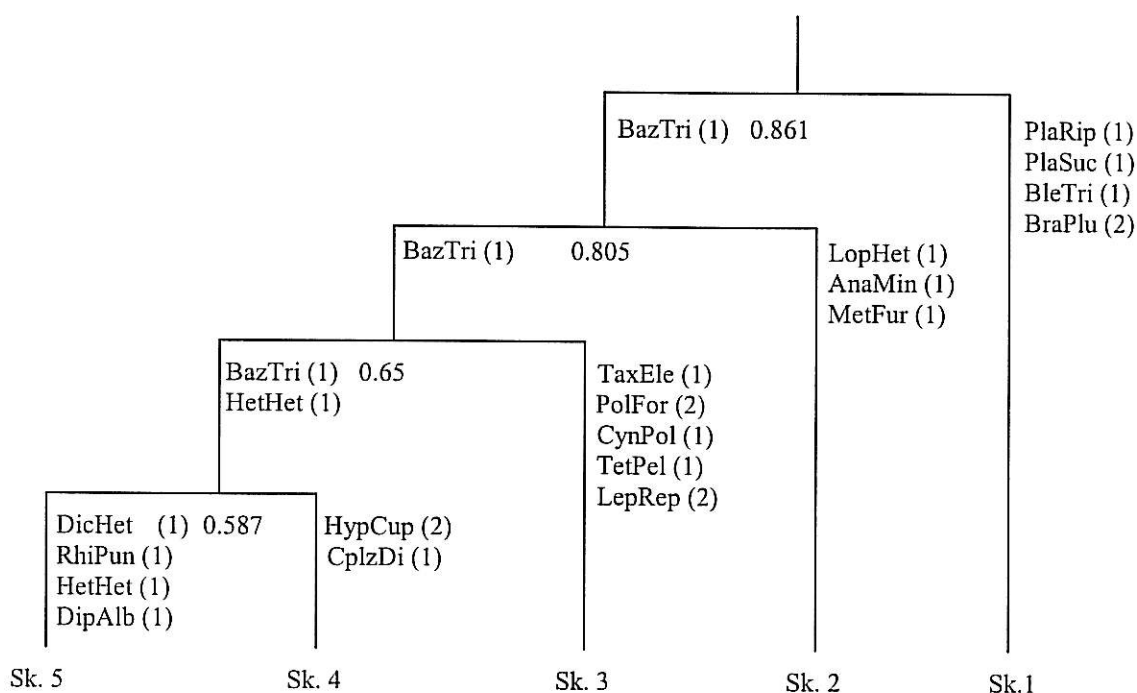 BazTri (1) 0.861
PlaRip (1)
PlaSuc (1)
BleTri (1)
BraPlu (2)
BazTri (1) 0.805
LopHet (1)
AnaMin (1)
MetFur (1)
BazTri (1) 0.65
HetHet (1)
TaxEle (1)
PolFor (2)
CynPol (1)
TetPel (1)
LepRep (2)
DicHet (1) 0.587
RhiPun (1)
HetHet (1)
DipAlb (1)
HypCup (2)
CplzDi (1)
Sk. 5 Sk. 4 Sk. 3 Sk. 2 Sk.1